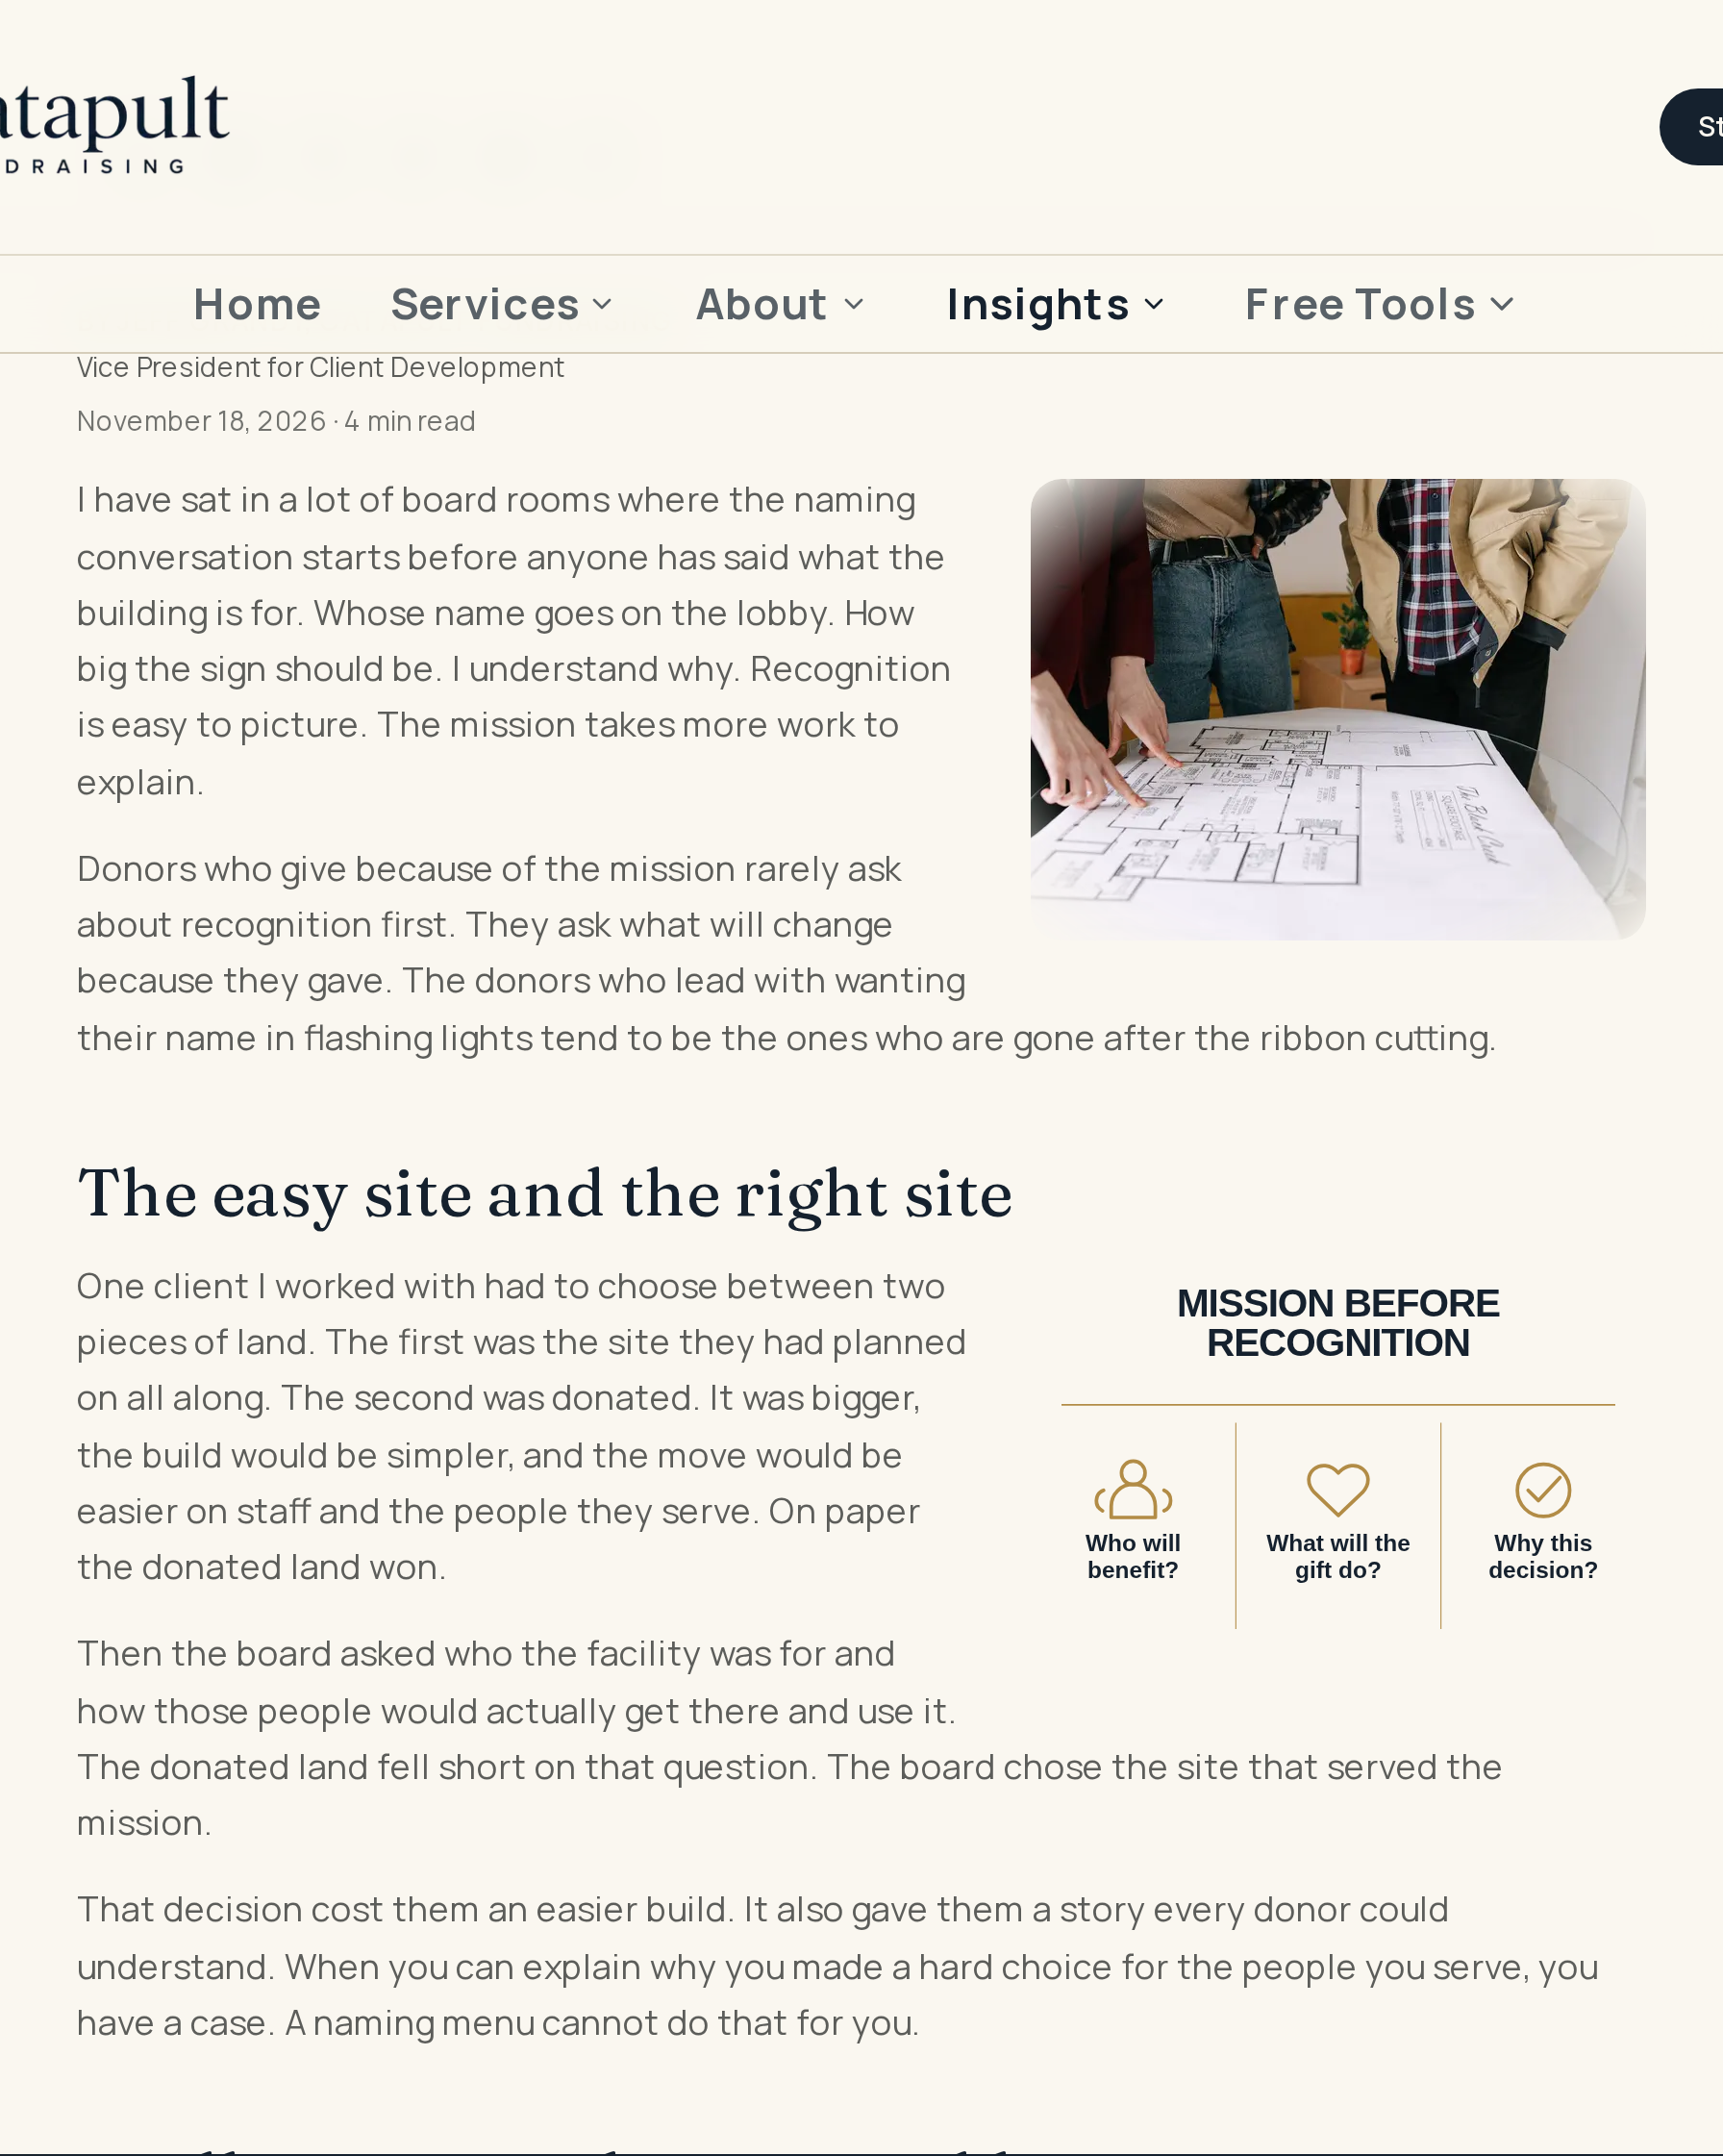 atapult
DRAISING
St
Home
Services
About
Insights
Free Tools
Vice President for Client Development
November 18, 2026 · 4 min read
I have sat in a lot of board rooms where the naming
conversation starts before anyone has said what the
building is for. Whose name goes on the lobby. How
big the sign should be. I understand why. Recognition
is easy to picture. The mission takes more work to
explain.
Donors who give because of the mission rarely ask
about recognition first. They ask what will change
because they gave. The donors who lead with wanting
their name in flashing lights tend to be the ones who are gone after the ribbon cutting.
The easy site and the right site
One client I worked with had to choose between two
pieces of land. The first was the site they had planned
on all along. The second was donated. It was bigger,
the build would be simpler, and the move would be
easier on staff and the people they serve. On paper
the donated land won.
MISSION BEFORE
RECOGNITION
Who will
benefit?
What will the
gift do?
Why this
decision?
Then the board asked who the facility was for and
how those people would actually get there and use it.
The donated land fell short on that question. The board chose the site that served the
mission.
That decision cost them an easier build. It also gave them a story every donor could
understand. When you can explain why you made a hard choice for the people you serve, you
have a case. A naming menu cannot do that for you.